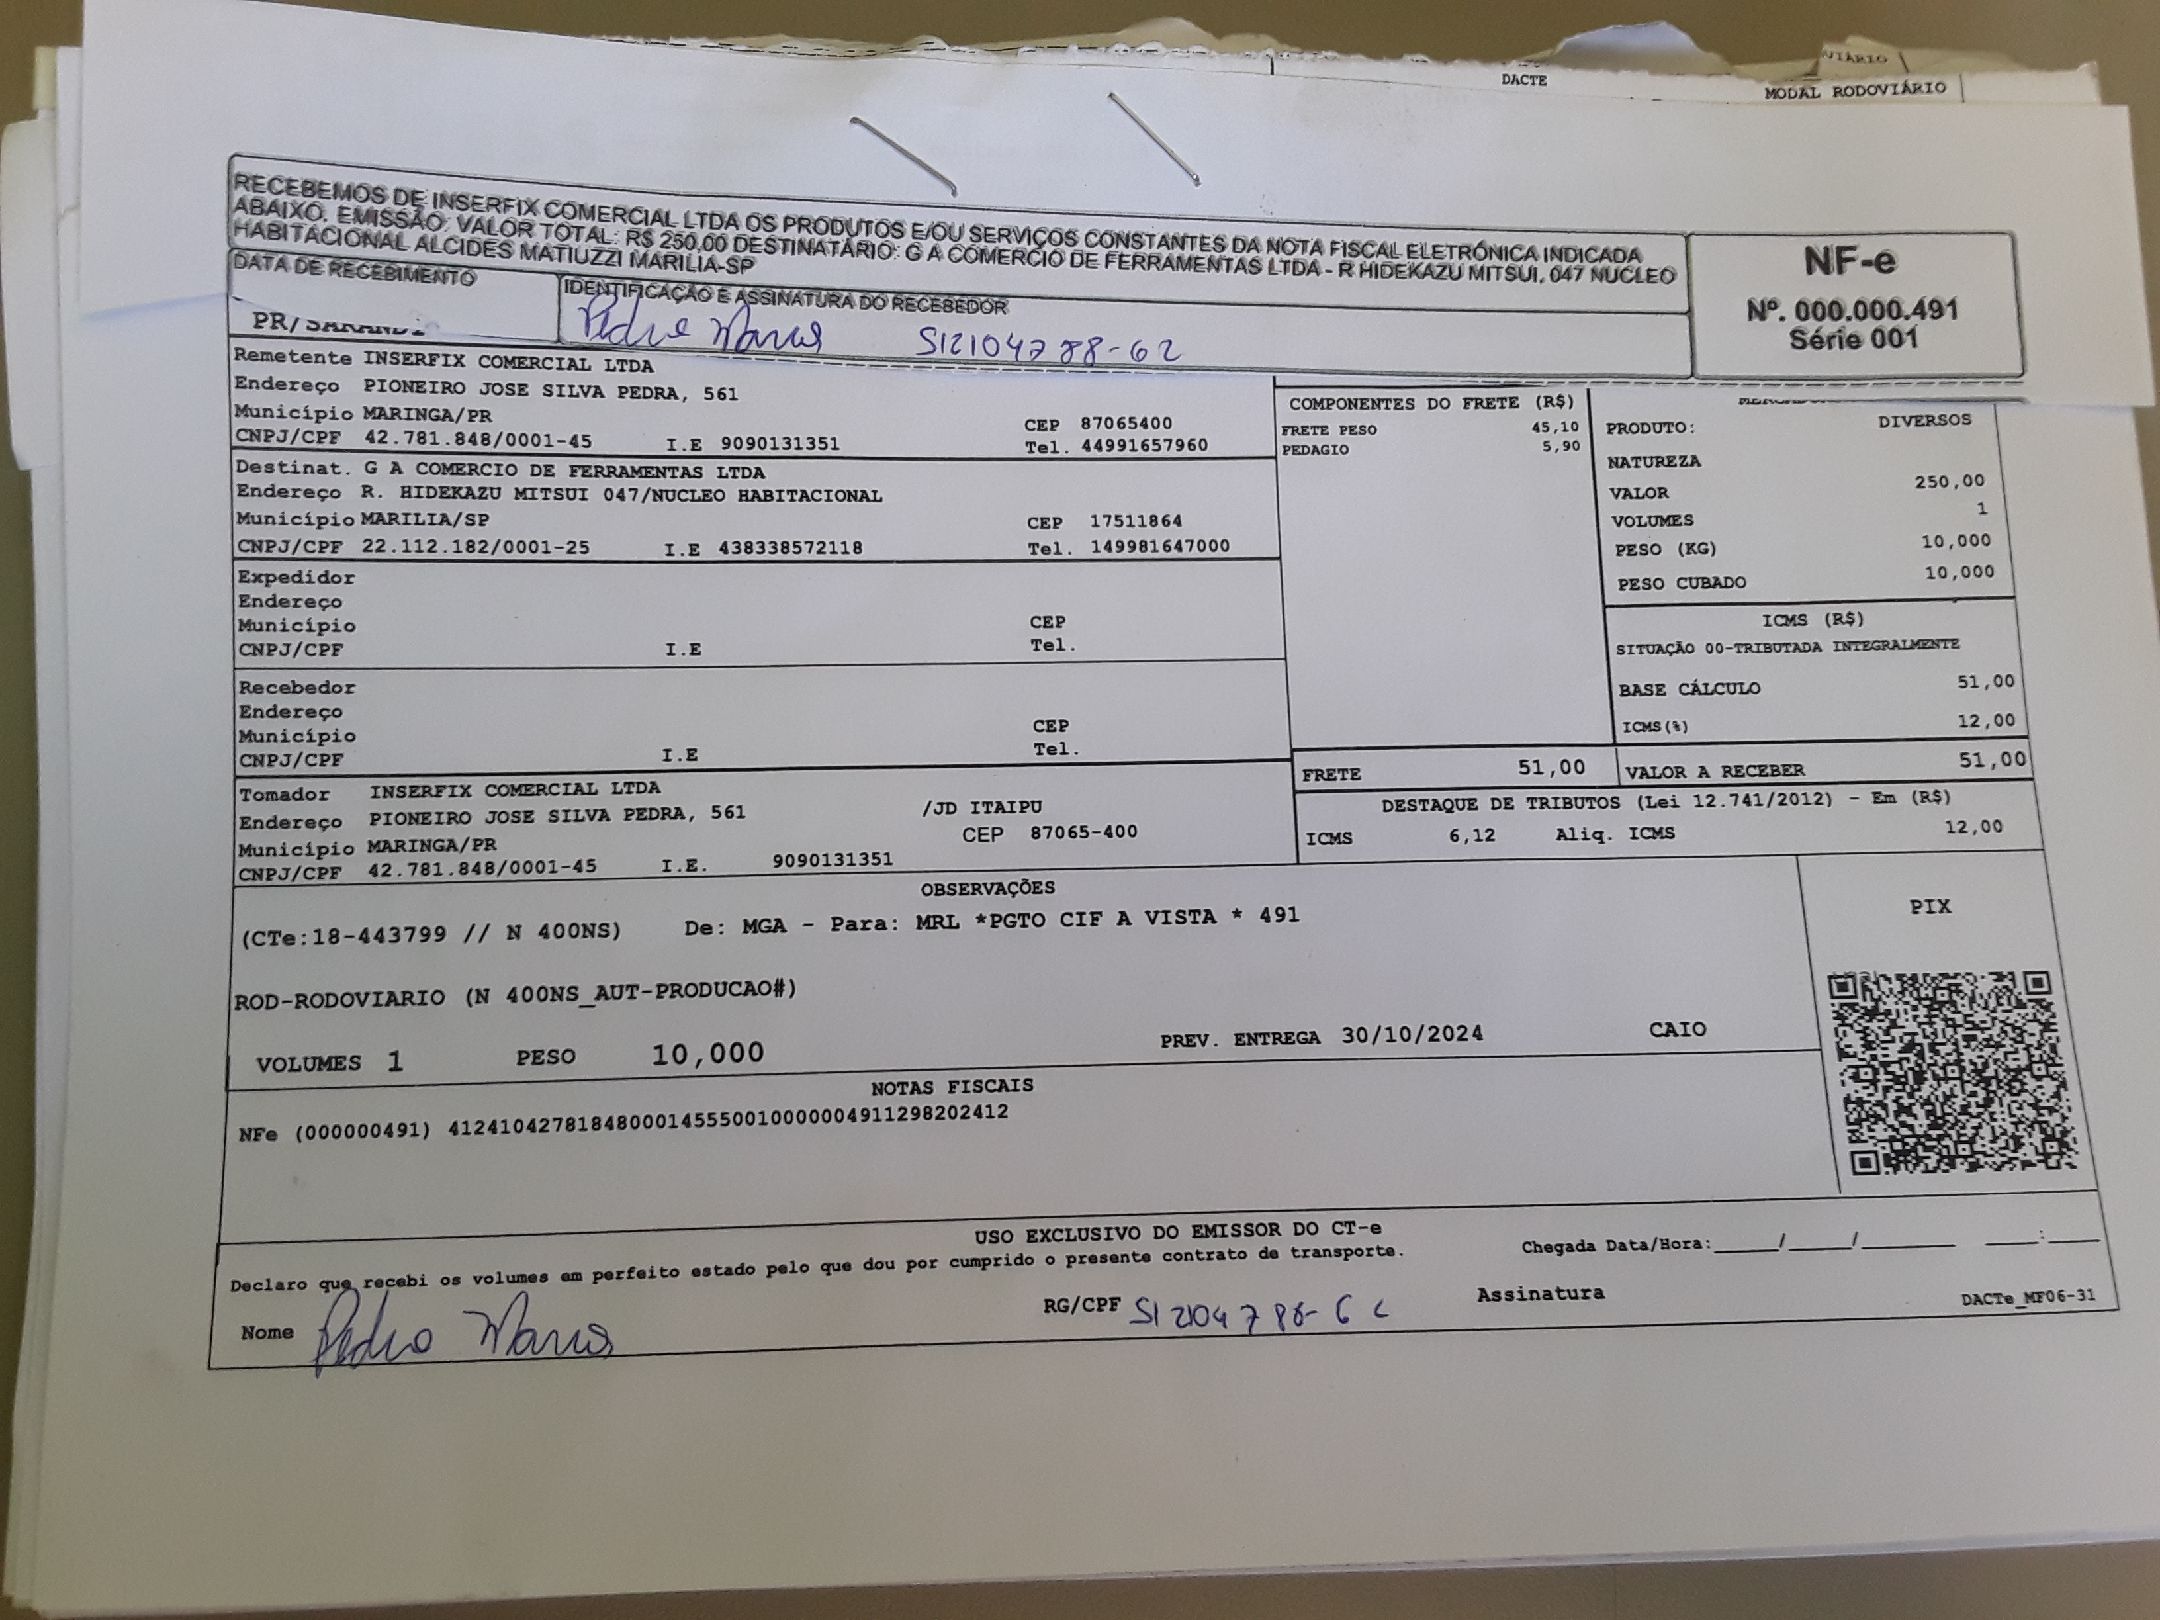 DACTE
MODAL RODOVIÁRIO
RECEBEMOS DE INSERFIX COMERCIAL LTDA OS PRODUTOS E/OU SERVIÇOS CONSTANTES DA NOTA FISCAL ELETRÔNICA INDICADA
ABAIXO. EMISSÃO: VALOR TOTAL: R$ 250,00 DESTINATÁRIO: G A COMERCIO DE FERRAMENTAS LTDA - R HIDEKAZU MITSUI, 047 NUCLEO
HABITACIONAL ALCIDES MATIUZZI MARILIA-SP
NF-e
Nº. 000.000.491
Série 001
DATA DE RECEBIMENTO
IDENTIFICAÇÃO E ASSINATURA DO RECEBEDOR
PR/
Pedro 512104788-62
Remetente INSERFIX COMERCIAL LTDA
Endereço PIONEIRO JOSE SILVA PEDRA, 561
Município MARINGA/PR CEP 87065400
CNPJ/CPF 42.781.848/0001-45 I.E 9090131351 Tel. 44991657960
Destinat. G A COMERCIO DE FERRAMENTAS LTDA
Endereço R. HIDEKAZU MITSUI 047/NUCLEO HABITACIONAL
Município MARILIA/SP CEP 17511864
CNPJ/CPF 22.112.182/0001-25 I.E 438338572118 Tel. 149981647000
Expedidor
Endereço
Município CEP
CNPJ/CPF I.E Tel.
Recebedor
Endereço
Município CEP
CNPJ/CPF I.E Tel.
Tomador INSERFIX COMERCIAL LTDA
Endereço PIONEIRO JOSE SILVA PEDRA, 561 /JD ITAIPU
Município MARINGA/PR CEP 87065-400
CNPJ/CPF 42.781.848/0001-45 I.E. 9090131351
COMPONENTES DO FRETE (R$)
FRETE PESO 45,10
PEDAGIO 5,90
PRODUTO: DIVERSOS
NATUREZA
VALOR 250,00
VOLUMES 1
PESO (KG) 10,000
PESO CUBADO 10,000
ICMS (R$)
SITUAÇÃO 00-TRIBUTADA INTEGRALMENTE
BASE CÁLCULO 51,00
ICMS(%) 12,00
FRETE 51,00 VALOR A RECEBER 51,00
DESTAQUE DE TRIBUTOS (Lei 12.741/2012) - Em (R$)
ICMS 6,12 Aliq. ICMS 12,00
OBSERVAÇÕES
(CTe:18-443799 // N 400NS) De: MGA - Para: MRL *PGTO CIF A VISTA * 491
ROD-RODOVIARIO (N 400NS_AUT-PRODUCAO#)
VOLUMES 1 PESO 10,000 PREV. ENTREGA 30/10/2024 CAIO
PIX
NOTAS FISCAIS
NFe (000000491) 41241042781848000145550010000004911298202412
USO EXCLUSIVO DO EMISSOR DO CT-e
Declaro que recebi os volumes em perfeito estado pelo que dou por cumprido o presente contrato de transporte. Chegada Data/Hora:_____/_____/_______ ____:____
Nome Pedro RG/CPF 512104788-62 Assinatura
DACTe_MF06-31